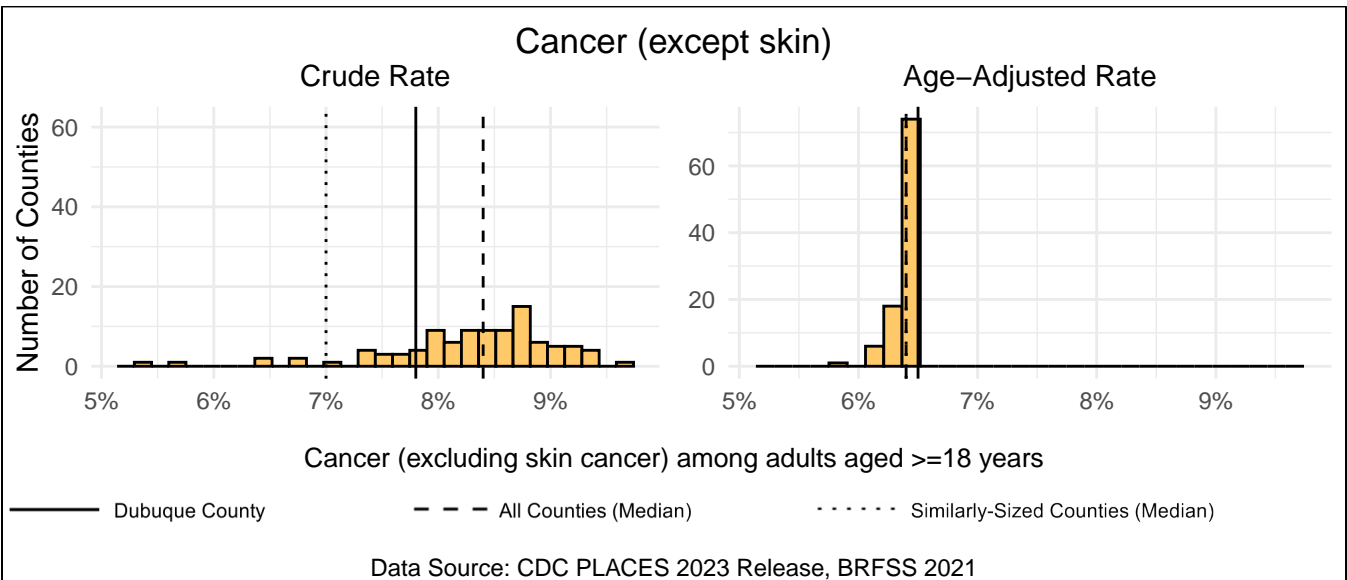 Cancer (except skin)
Crude Rate
Age−Adjusted Rate
Number of Counties
60
40
20
0
5%
6%
7%
8%
9%
60
40
20
0
5%
6%
7%
8%
9%
Cancer (excluding skin cancer) among adults aged >=18 years
Dubuque County
All Counties (Median)
Similarly-Sized Counties (Median)
Data Source: CDC PLACES 2023 Release, BRFSS 2021